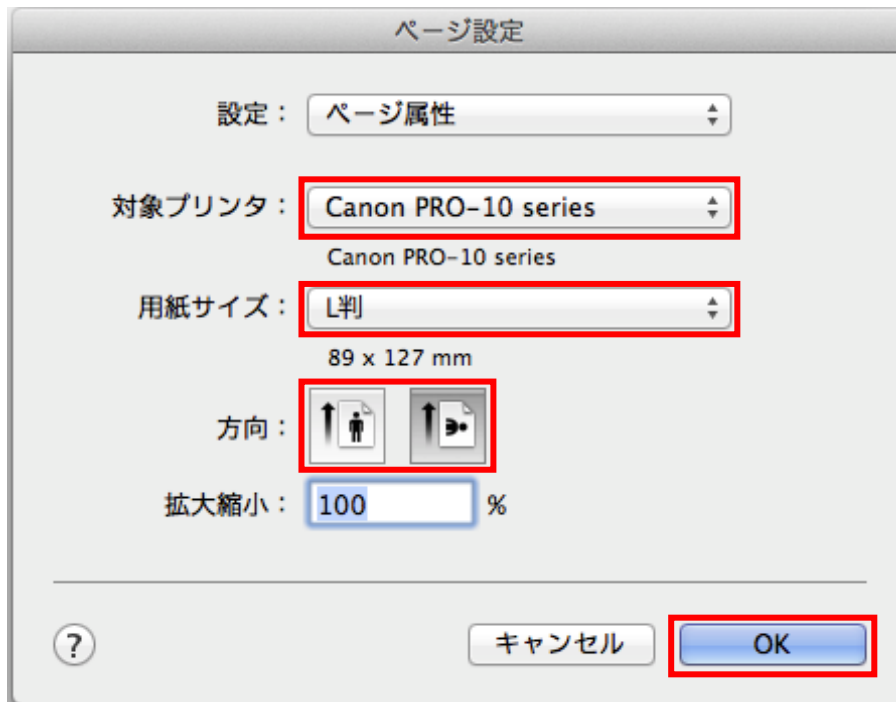 ページ設定
設定： ページ属性
対象プリンタ： Canon PRO-10 series
Canon PRO-10 series
用紙サイズ： L判
89 x 127 mm
方向：
拡大縮小： 100 %
? キャンセル OK